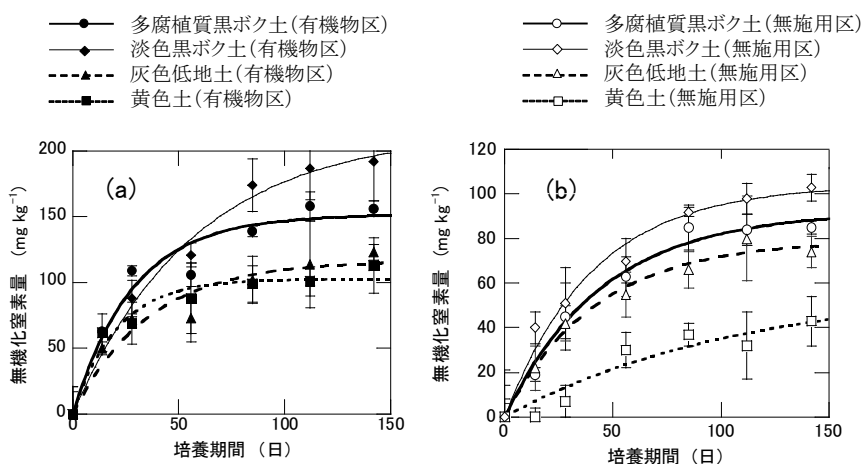 多腐植質黒ボク土(有機物区)
淡色黒ボク土(有機物区)
灰色低地土(有機物区)
黄色土(有機物区)
多腐植質黒ボク土(無施用区)
淡色黒ボク土(無施用区)
灰色低地土(無施用区)
黄色土(無施用区)
(a)
無機化窒素量
(mg kg⁻¹)
200
150
100
50
0
0 50 100 150
培養期間 (日)
(b)
無機化窒素量
(mg kg⁻¹)
120
100
80
60
40
20
0
0 50 100 150
培養期間 (日)